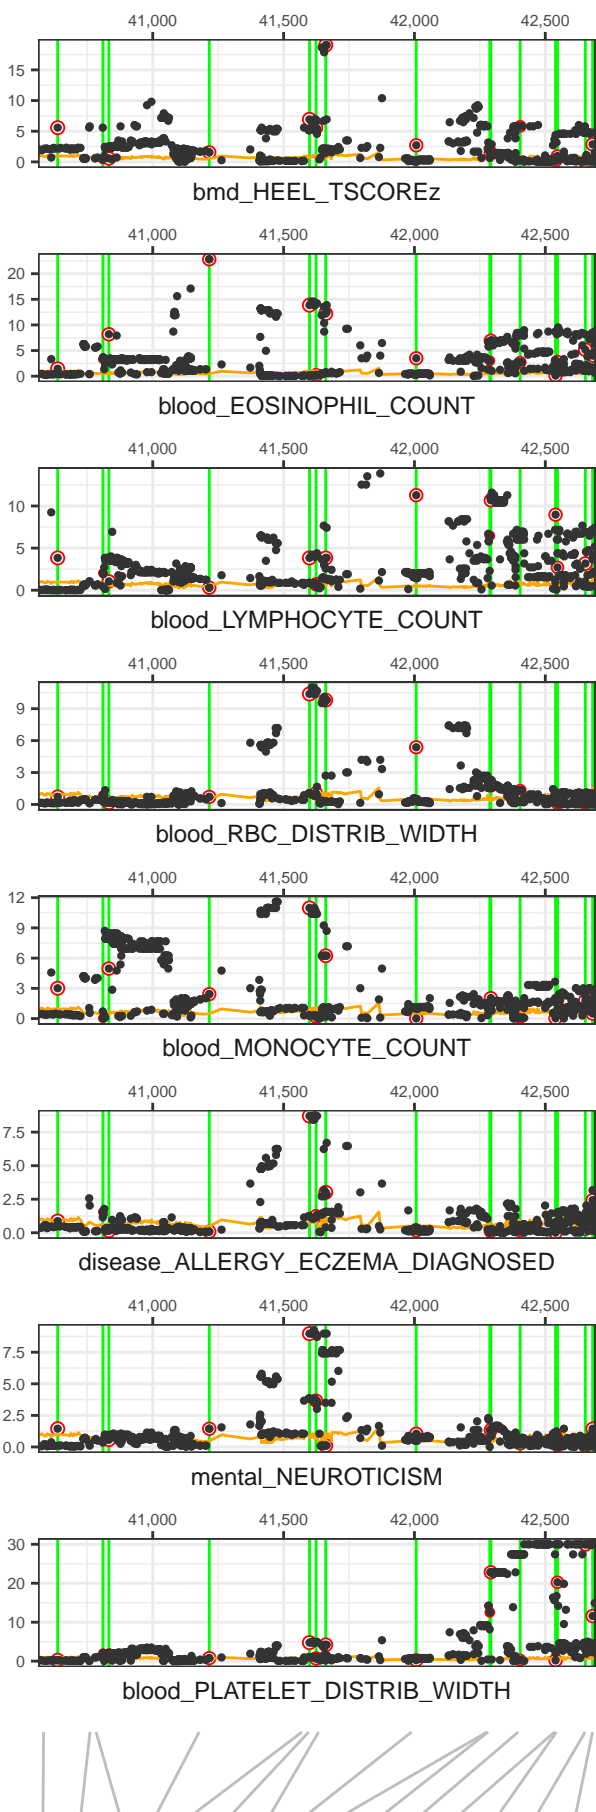 41,000 41,500 42,000 42,500
15
10
5
0
bmd_HEEL_TSCOREz
41,000 41,500 42,000 42,500
20
15
10
5
0
blood_EOSINOPHIL_COUNT
41,000 41,500 42,000 42,500
10
5
0
blood_LYMPHOCYTE_COUNT
41,000 41,500 42,000 42,500
9
6
3
0
blood_RBC_DISTRIB_WIDTH
41,000 41,500 42,000 42,500
12
9
6
3
0
blood_MONOCYTE_COUNT
41,000 41,500 42,000 42,500
7.5
5.0
2.5
0.0
disease_ALLERGY_ECZEMA_DIAGNOSED
41,000 41,500 42,000 42,500
7.5
5.0
2.5
0.0
mental_NEUROTICISM
41,000 41,500 42,000 42,500
30
20
10
0
blood_PLATELET_DISTRIB_WIDTH